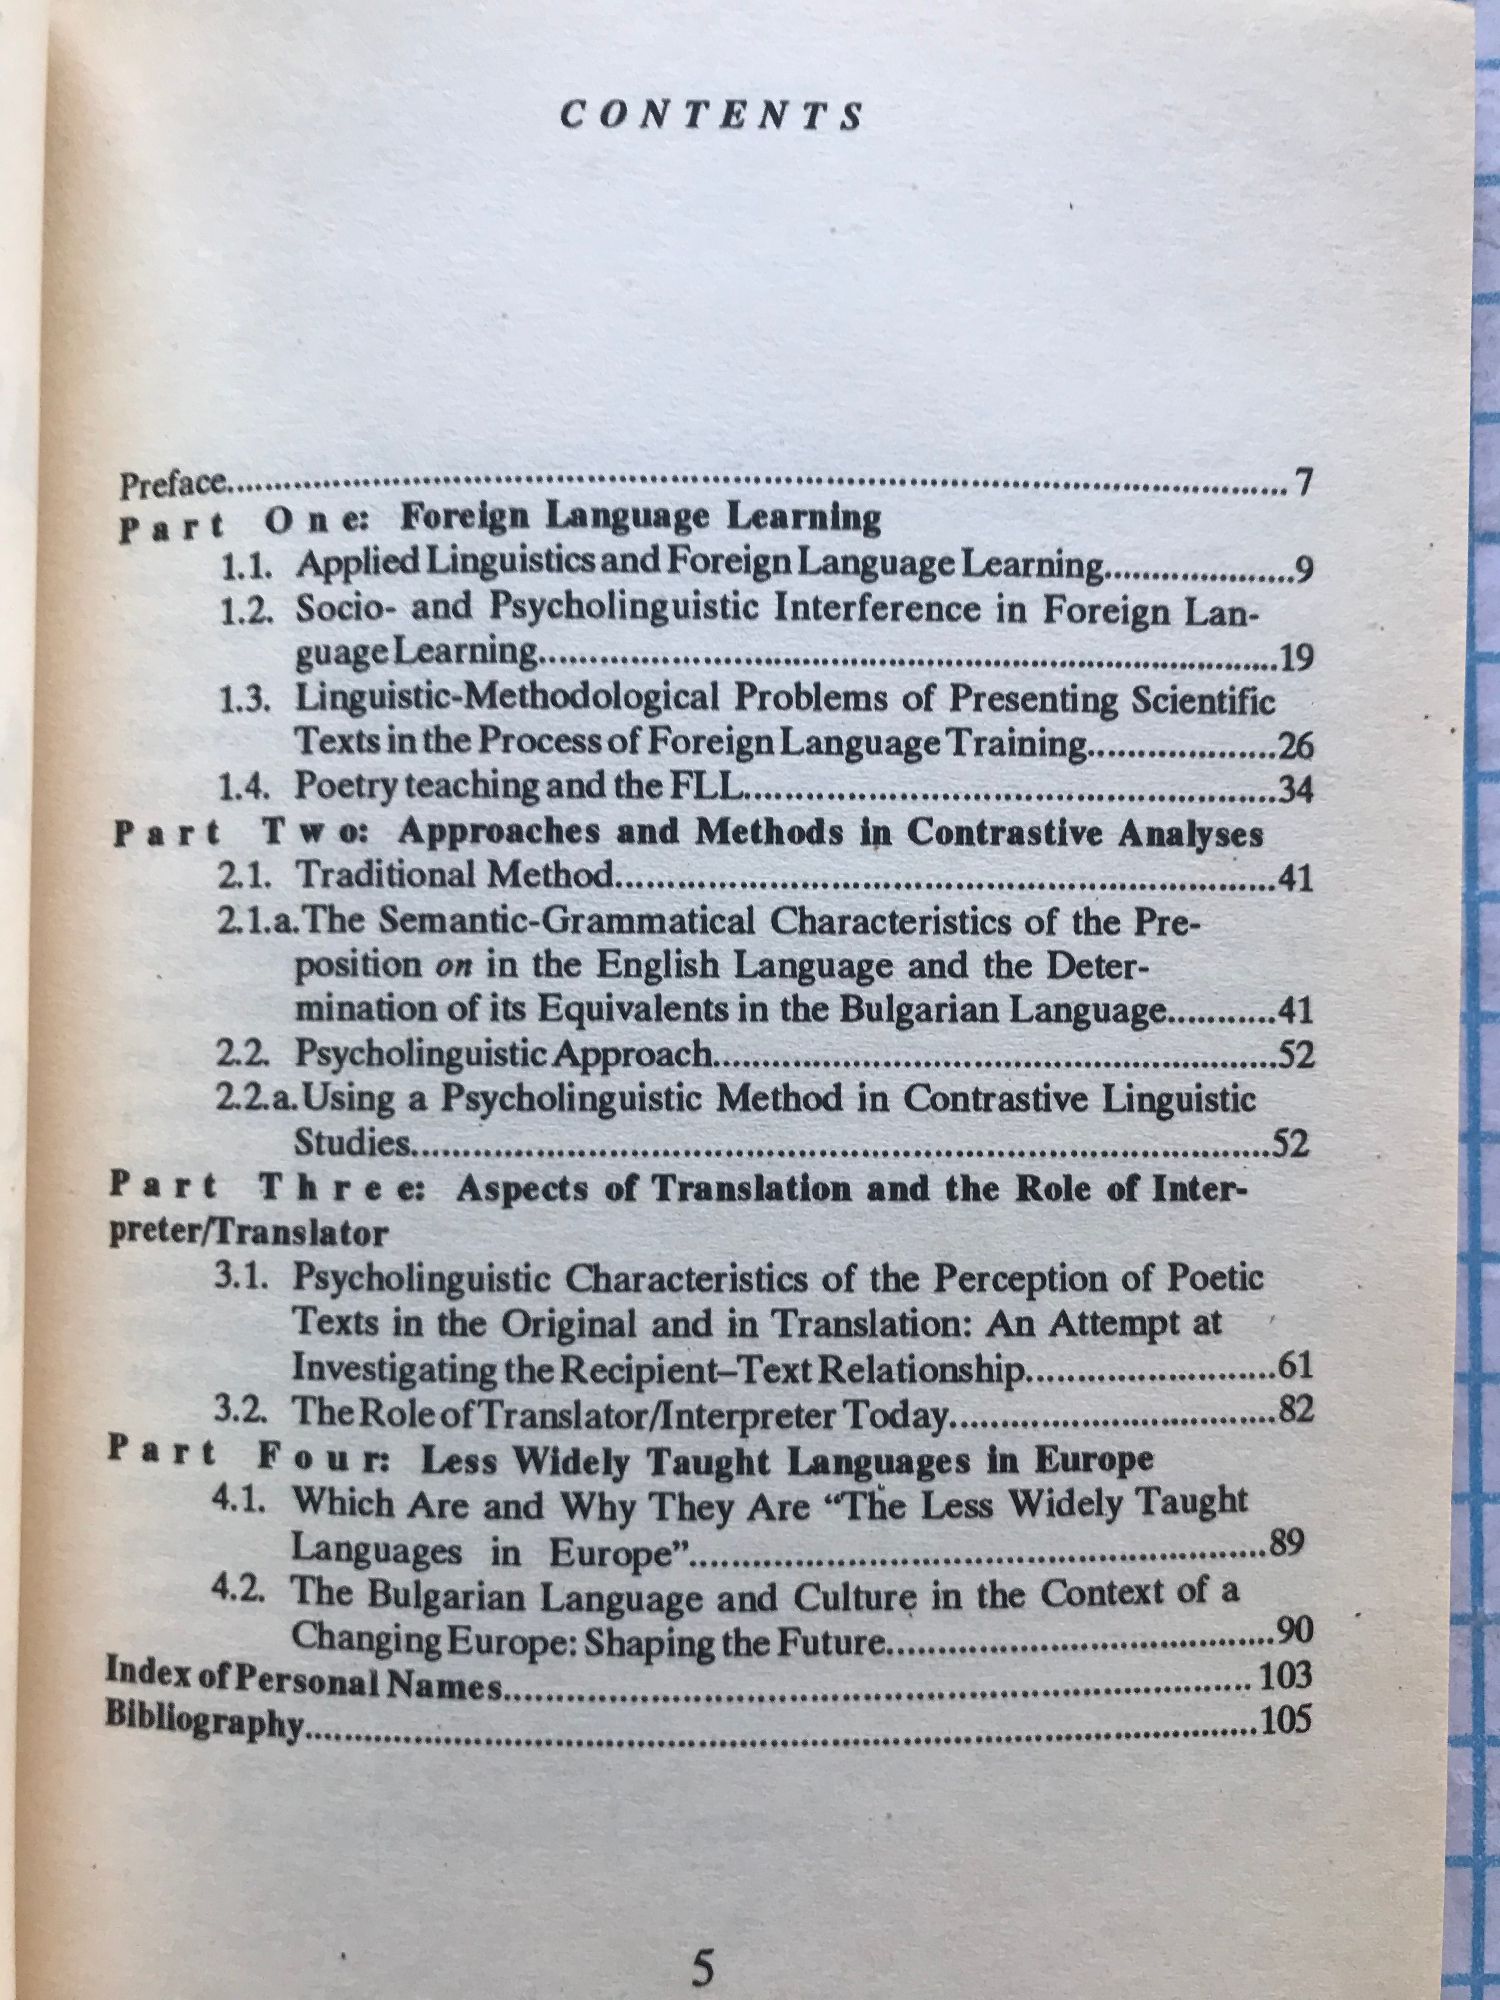 CONTENTS
Preface 7
Part One: Foreign Language Learning
1.1. Applied Linguistics and Foreign Language Learning 9
1.2. Socio- and Psycholinguistic Interference in Foreign Lan-
guage Learning 19
1.3. Linguistic-Methodological Problems of Presenting Scientific
Texts in the Process of Foreign Language Training 26
1.4. Poetry teaching and the FLL 34
Part Two: Approaches and Methods in Contrastive Analyses
2.1. Traditional Method 41
2.1.a. The Semantic-Grammatical Characteristics of the Pre-
position on in the English Language and the Deter-
mination of its Equivalents in the Bulgarian Language 41
2.2. Psycholinguistic Approach 52
2.2.a. Using a Psycholinguistic Method in Contrastive Linguistic
Studies 52
Part Three: Aspects of Translation and the Role of Inter-
preter/Translator
3.1. Psycholinguistic Characteristics of the Perception of Poetic
Texts in the Original and in Translation: An Attempt at
Investigating the Recipient–Text Relationship 61
3.2. The Role of Translator/Interpreter Today 82
Part Four: Less Widely Taught Languages in Europe
4.1. Which Are and Why They Are “The Less Widely Taught
Languages in Europe” 89
4.2. The Bulgarian Language and Culture in the Context of a
Changing Europe: Shaping the Future 90
Index of Personal Names 103
Bibliography 105
5